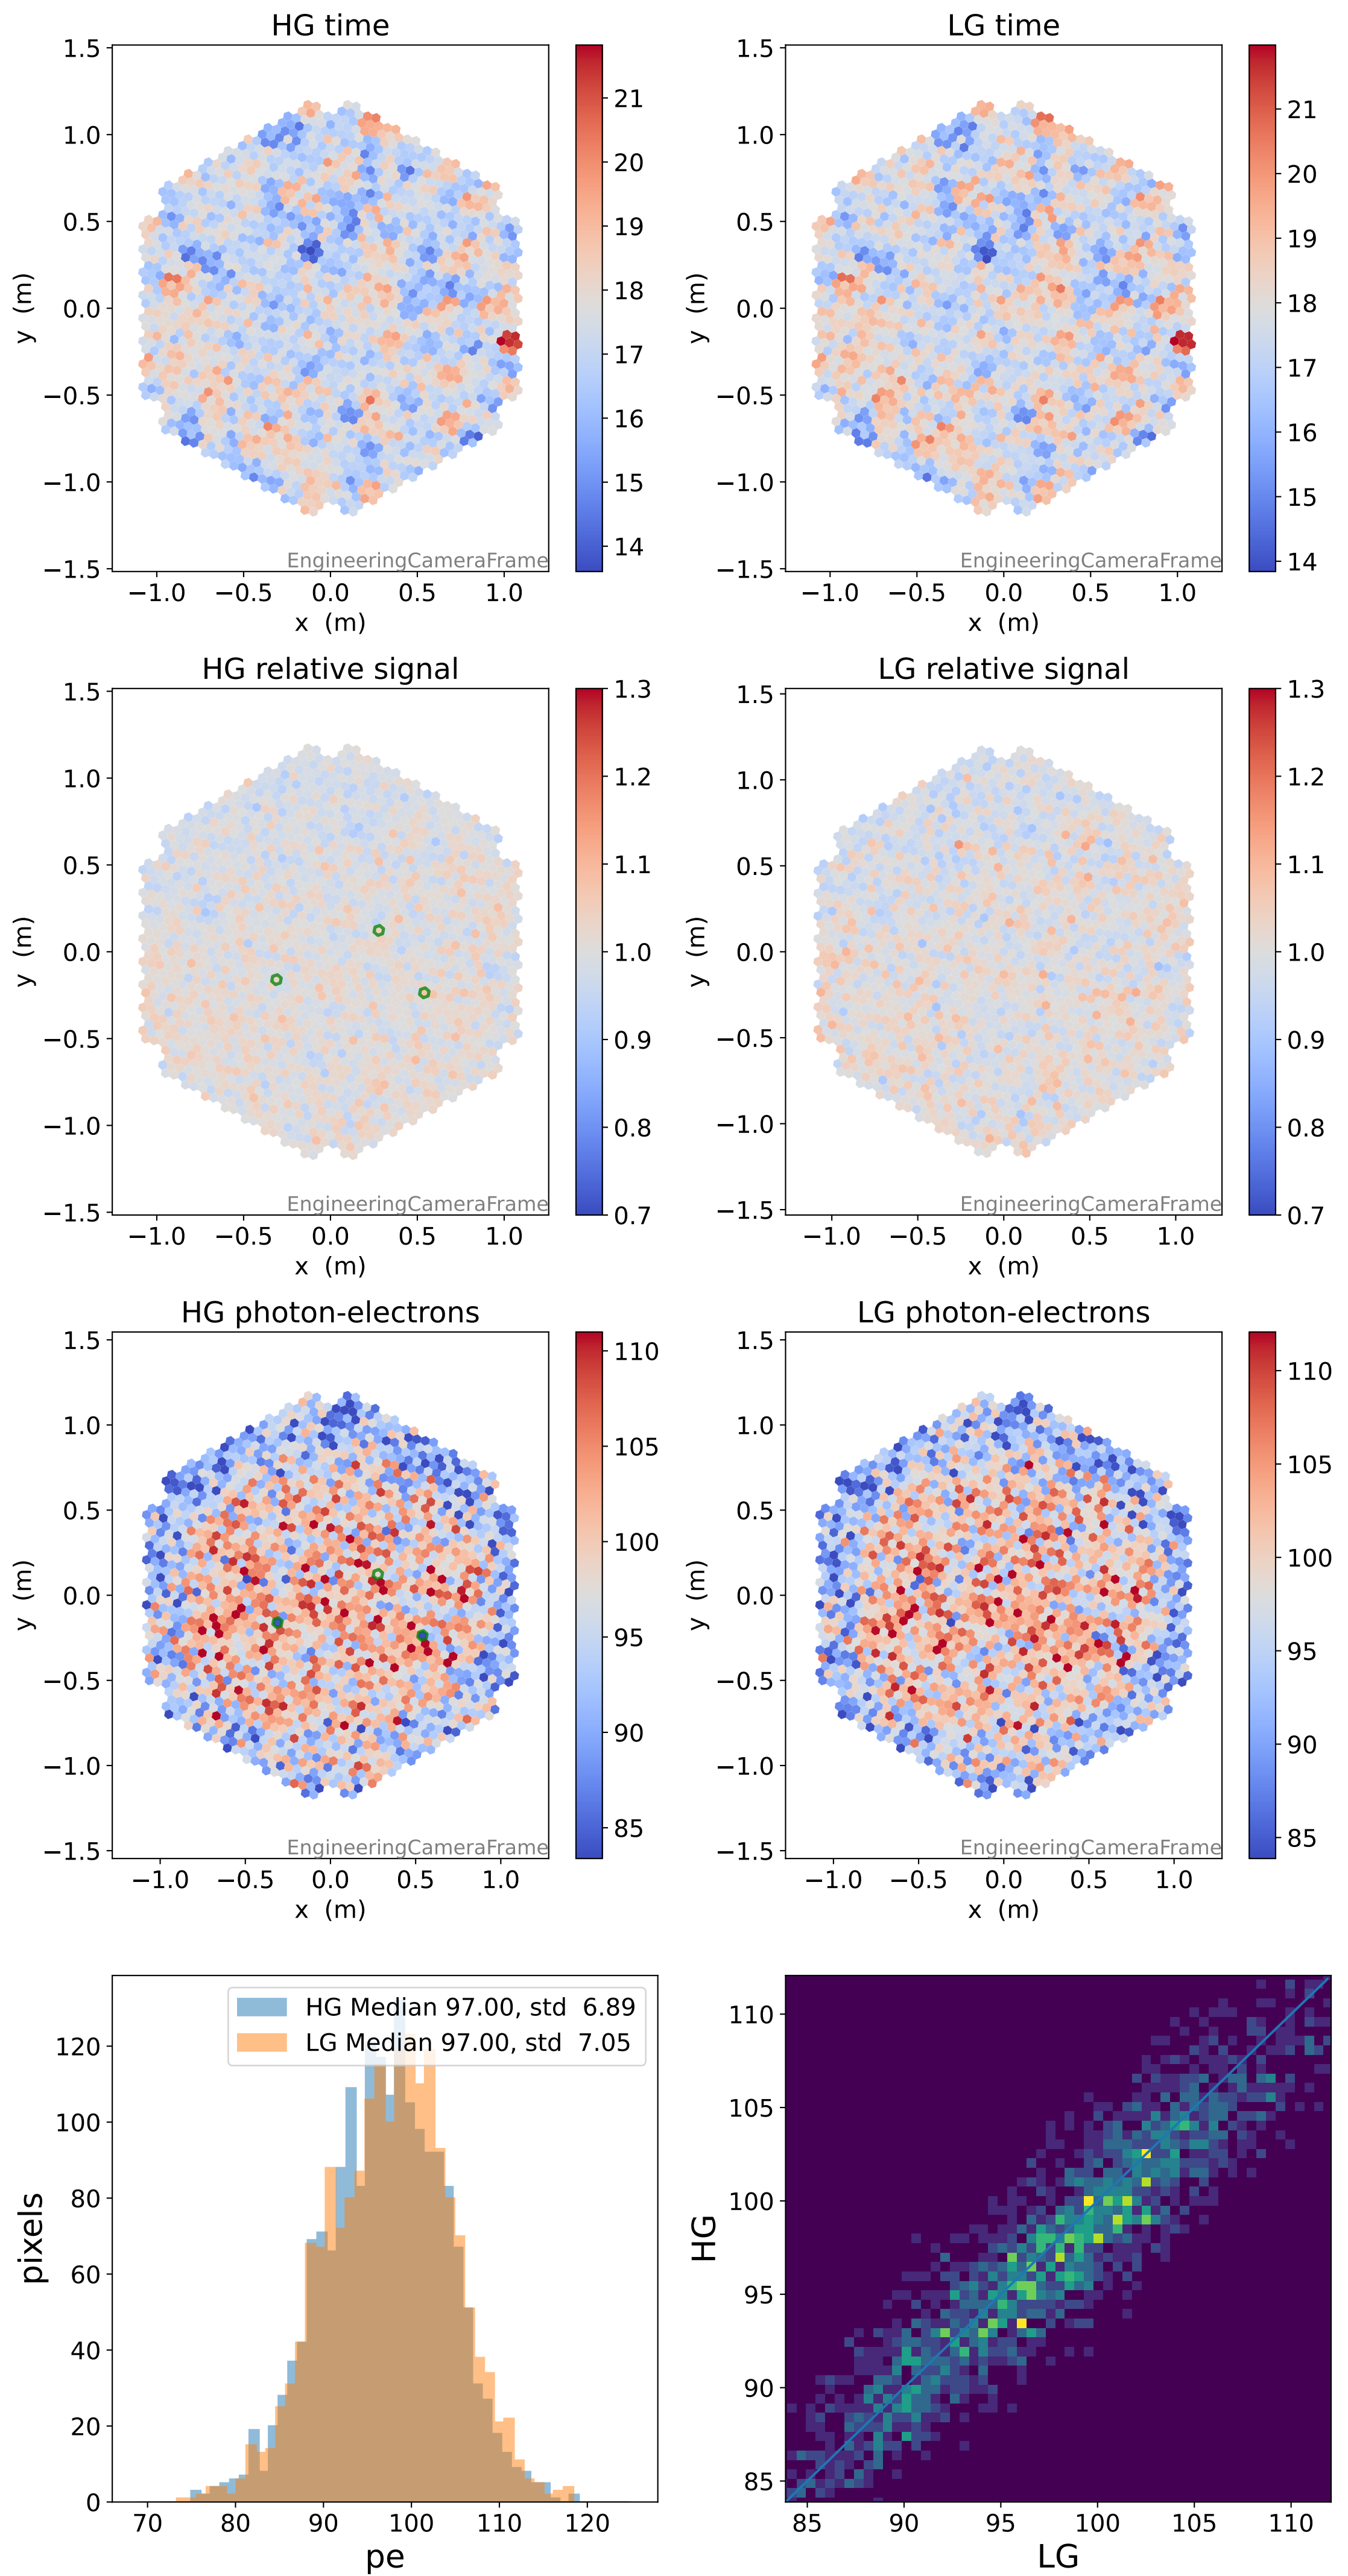 HG time
LG time
1.5
1.0
0.5
0.0
−0.5
−1.0
−1.5
y (m)
−1.0 −0.5 0.0 0.5 1.0
x (m)
EngineeringCameraFrame
21
20
19
18
17
16
15
14
1.5
1.0
0.5
0.0
−0.5
−1.0
−1.5
y (m)
−1.0 −0.5 0.0 0.5 1.0
x (m)
EngineeringCameraFrame
21
20
19
18
17
16
15
14
HG relative signal
LG relative signal
1.5
1.0
0.5
0.0
−0.5
−1.0
−1.5
y (m)
−1.0 −0.5 0.0 0.5 1.0
x (m)
EngineeringCameraFrame
1.3
1.2
1.1
1.0
0.9
0.8
0.7
1.5
1.0
0.5
0.0
−0.5
−1.0
−1.5
y (m)
−1.0 −0.5 0.0 0.5 1.0
x (m)
EngineeringCameraFrame
1.3
1.2
1.1
1.0
0.9
0.8
0.7
HG photon-electrons
LG photon-electrons
1.5
1.0
0.5
0.0
−0.5
−1.0
−1.5
y (m)
−1.0 −0.5 0.0 0.5 1.0
x (m)
EngineeringCameraFrame
110
105
100
95
90
85
1.5
1.0
0.5
0.0
−0.5
−1.0
−1.5
y (m)
−1.0 −0.5 0.0 0.5 1.0
x (m)
EngineeringCameraFrame
110
105
100
95
90
85
HG Median 97.00, std 6.89
LG Median 97.00, std 7.05
120
100
80
60
40
20
0
pixels
70 80 90 100 110 120
pe
110
105
100
95
90
85
HG
85 90 95 100 105 110
LG